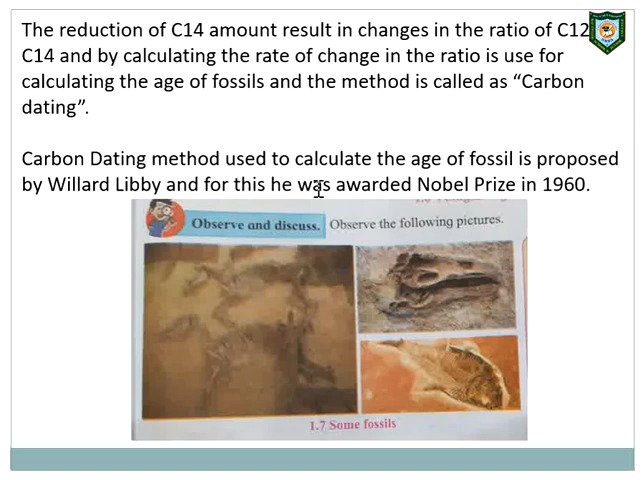 The reduction of C14 amount result in changes in the ratio of C12
C14 and by calculating the rate of change in the ratio is use for
calculating the age of fossils and the method is called as “Carbon
dating”.
Carbon Dating method used to calculate the age of fossil is proposed
by Willard Libby and for this he was awarded Nobel Prize in 1960.
Observe and discuss. Observe the following pictures.
1.7 Some fossils